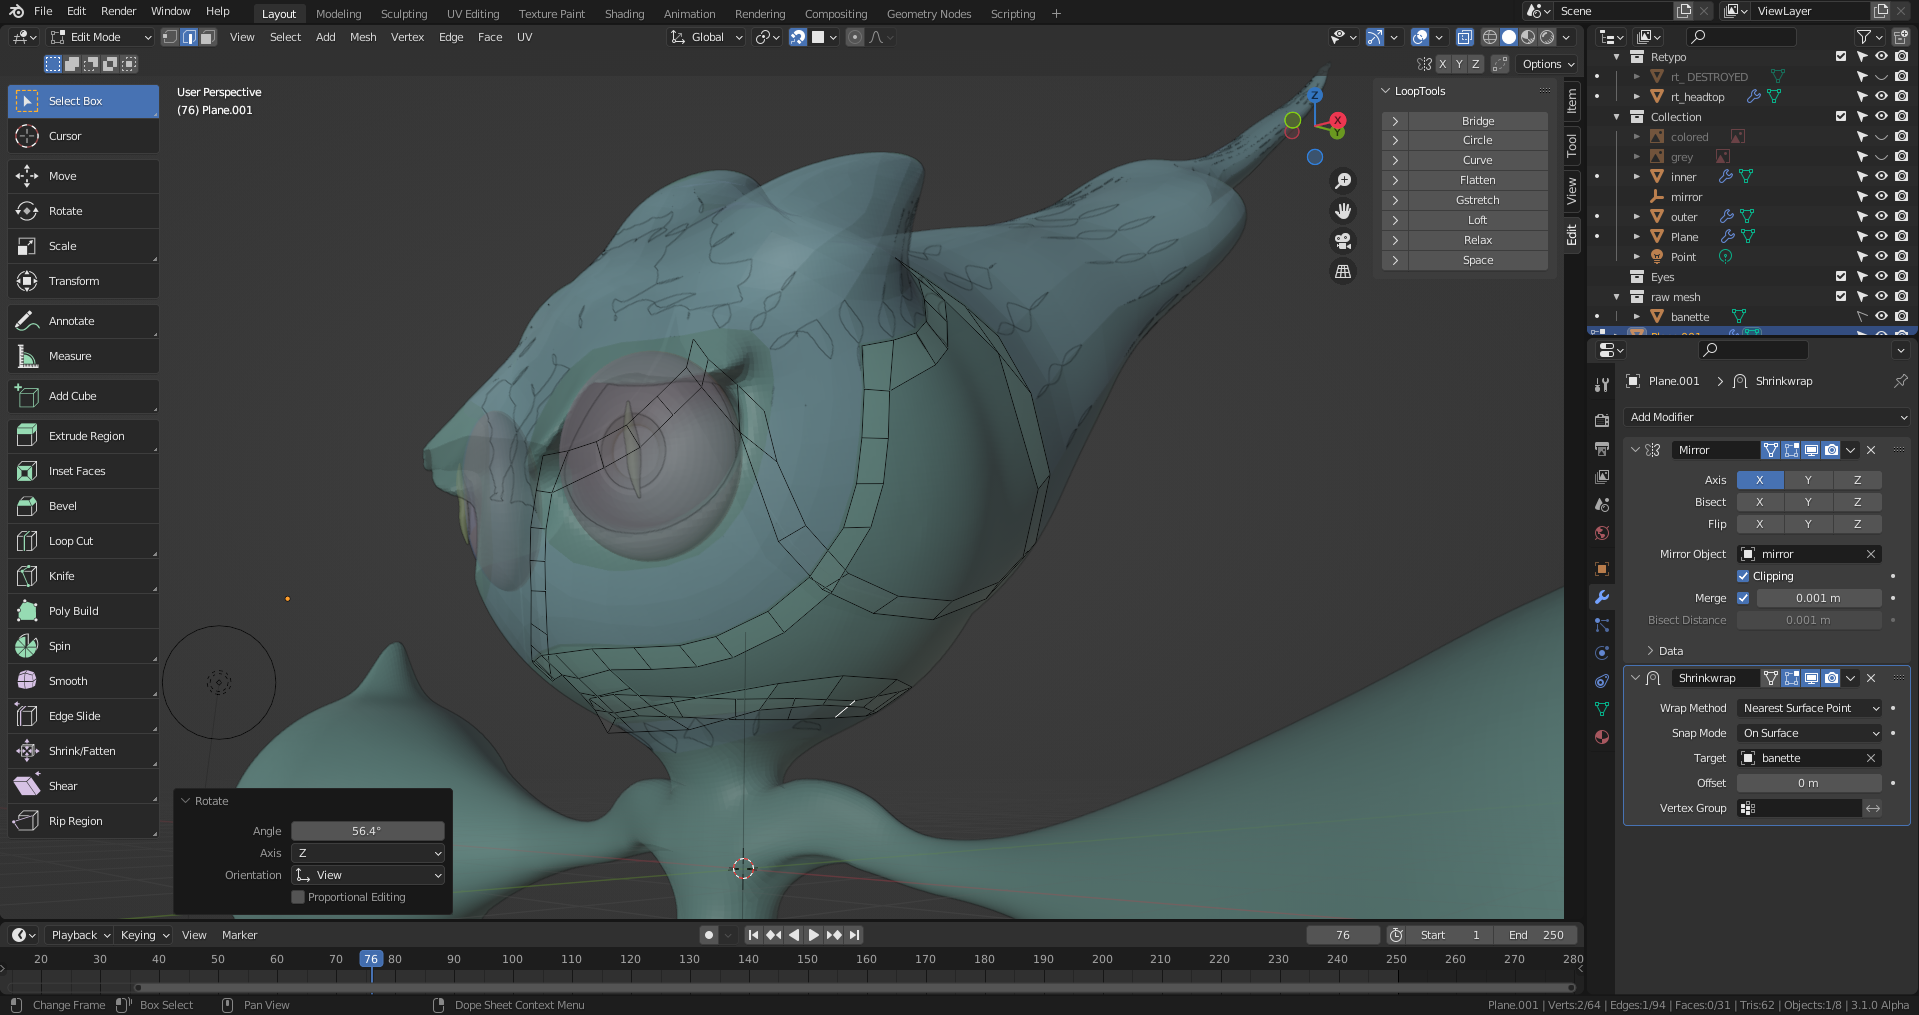 File Edit Render Window Help Layout Modeling Sculpting UV Editing Texture Paint Shading Animation Rendering Compositing Geometry Nodes Scripting + Scene ViewLayer
Edit Mode View Select Add Mesh Vertex Edge Face UV Global
X Y Z Options
Select Box
Cursor
Move
Rotate
Scale
Transform
Annotate
Measure
Add Cube
Extrude Region
Inset Faces
Bevel
Loop Cut
Knife
Poly Build
Spin
Smooth
Edge Slide
Shrink/Fatten
Shear
Rip Region
User Perspective
(76) Plane.001
Z
X
Y
LoopTools
Bridge
Circle
Curve
Flatten
Gstretch
Loft
Relax
Space
Item
Tool
View
Edit
Rotate
Angle 56.4°
Axis Z
Orientation View
Proportional Editing
Retypo
rt_DESTROYED
rt_headtop
Collection
colored
grey
inner
mirror
outer
Plane
Point
Eyes
raw mesh
banette
Plane.001 > Shrinkwrap
Add Modifier
Mirror
Axis X Y Z
Bisect X Y Z
Flip X Y Z
Mirror Object mirror
Clipping
Merge 0.001 m
Bisect Distance 0.001 m
Data
Shrinkwrap
Wrap Method Nearest Surface Point
Snap Mode On Surface
Target banette
Offset 0 m
Vertex Group
Playback Keying View Marker 76 Start 1 End 250
20 30 40 50 60 70 76 80 90 100 110 120 130 140 150 160 170 180 190 200 210 220 230 240 250 260 270 280
Change Frame Box Select Pan View Dope Sheet Context Menu Plane.001 | Verts:2/64 | Edges:1/94 | Faces:0/31 | Tris:62 | Objects:1/8 | 3.1.0 Alpha